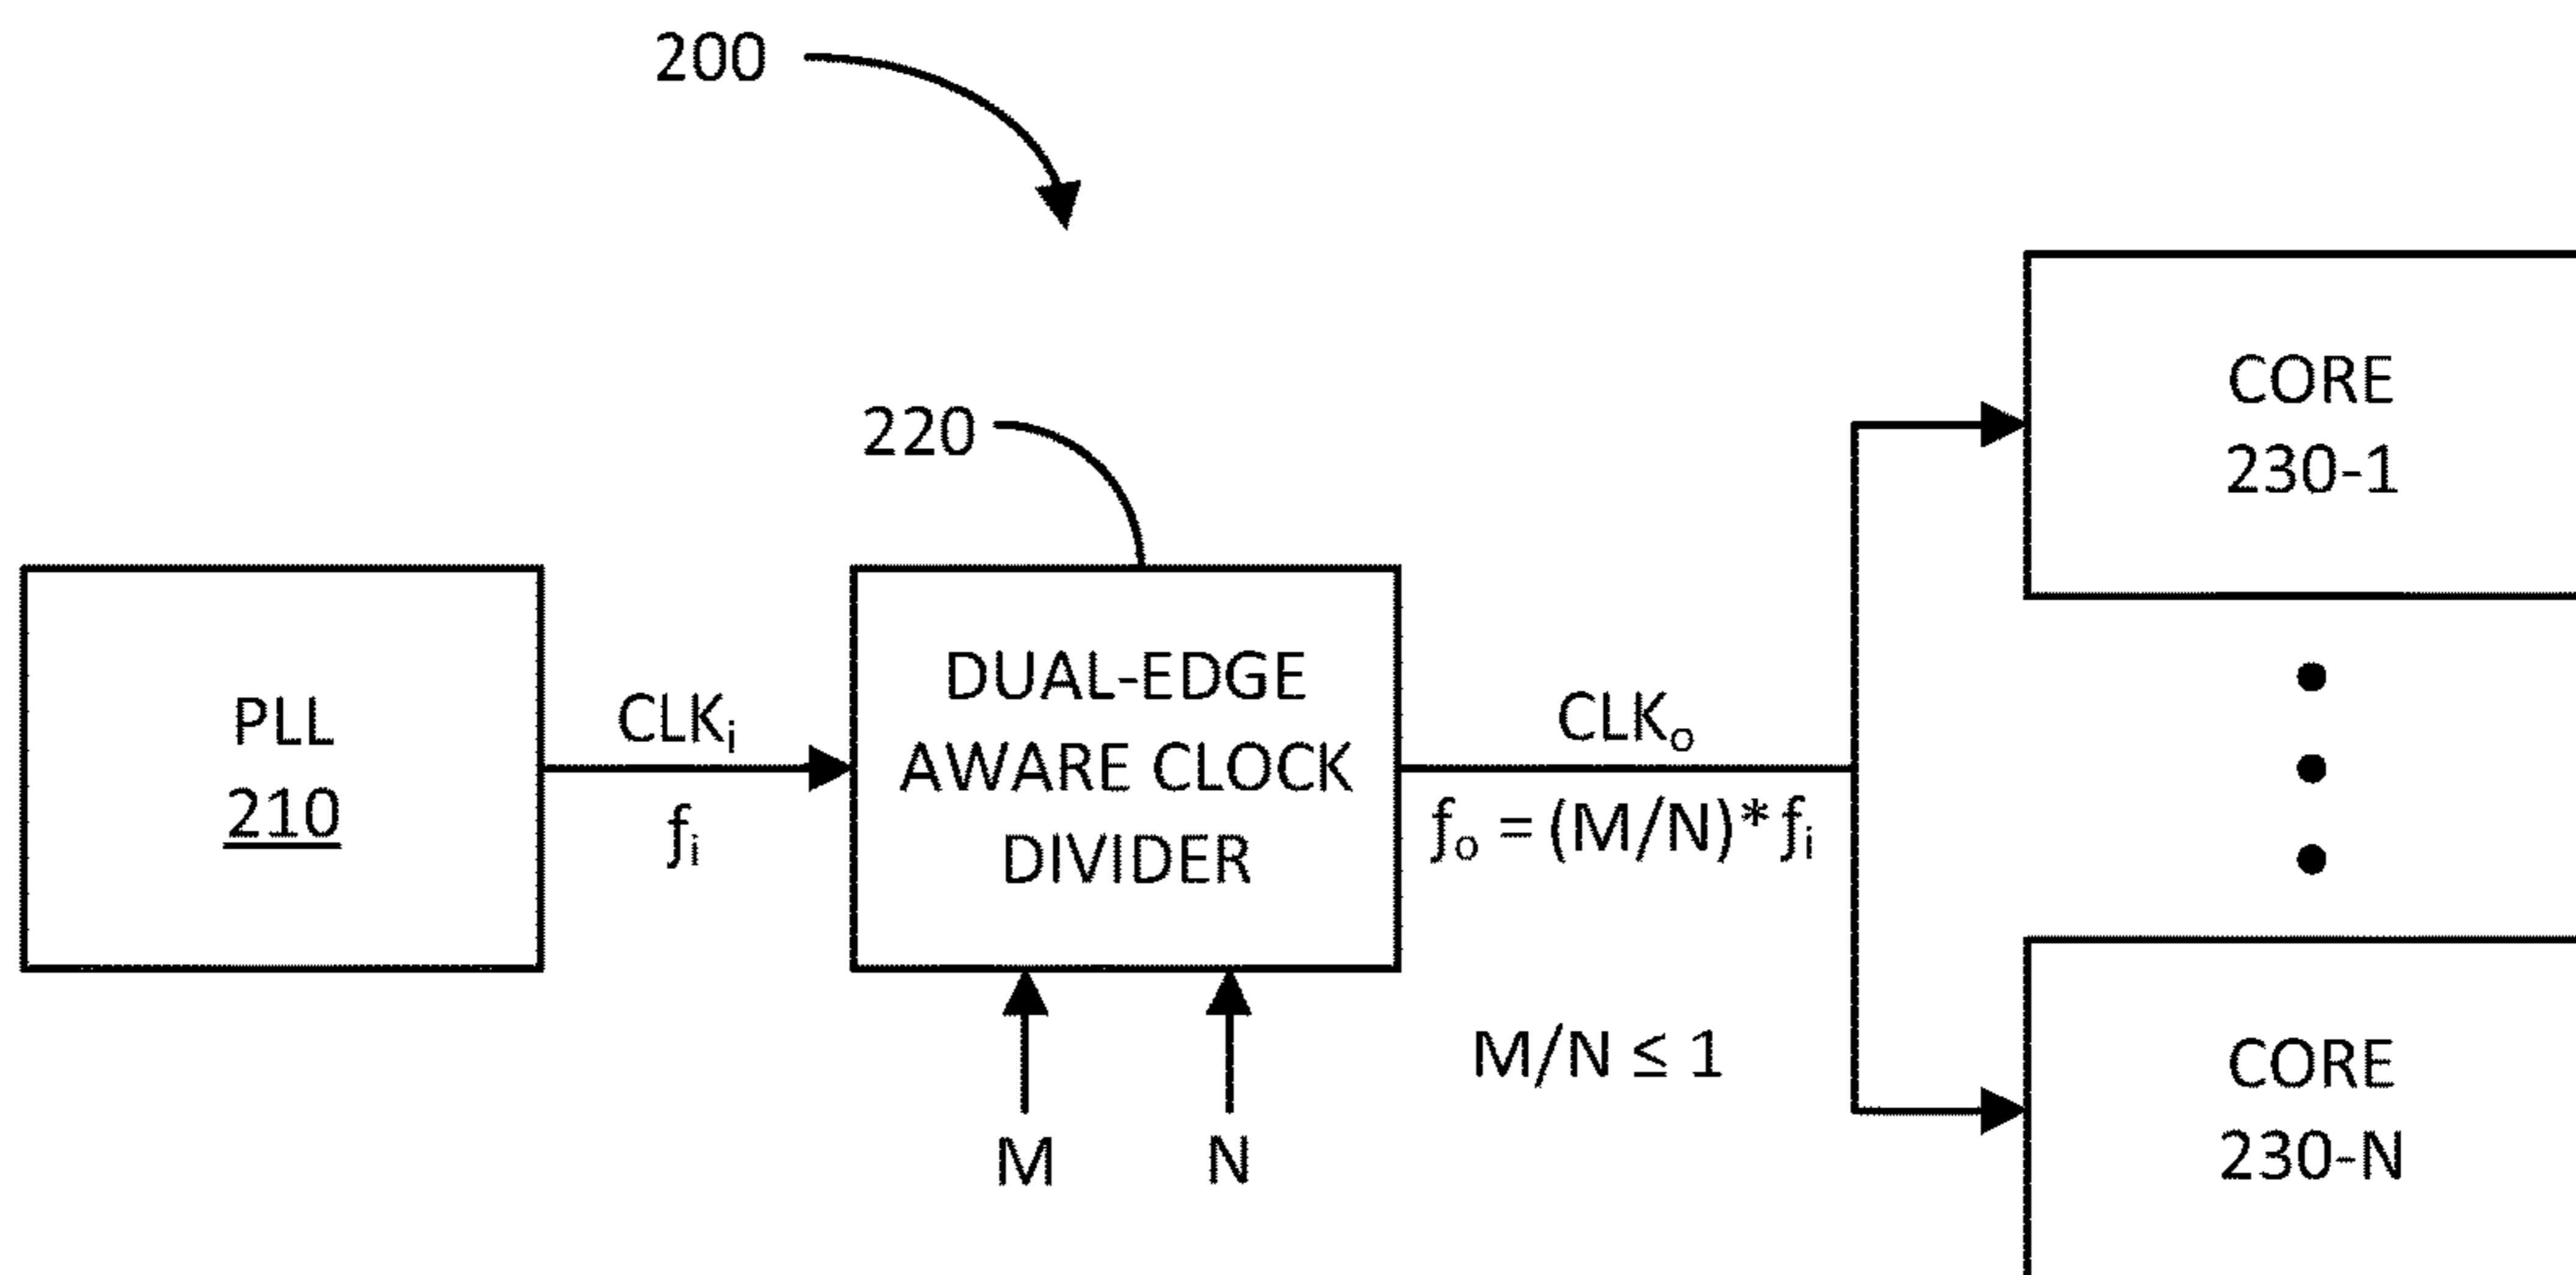 200
220
CORE
230-1
PLL
210
CLKᵢ
fᵢ
DUAL-EDGE
AWARE CLOCK
DIVIDER
CLKₒ
fₒ = (M/N)* fᵢ
M/N ≤ 1
M
N
CORE
230-N